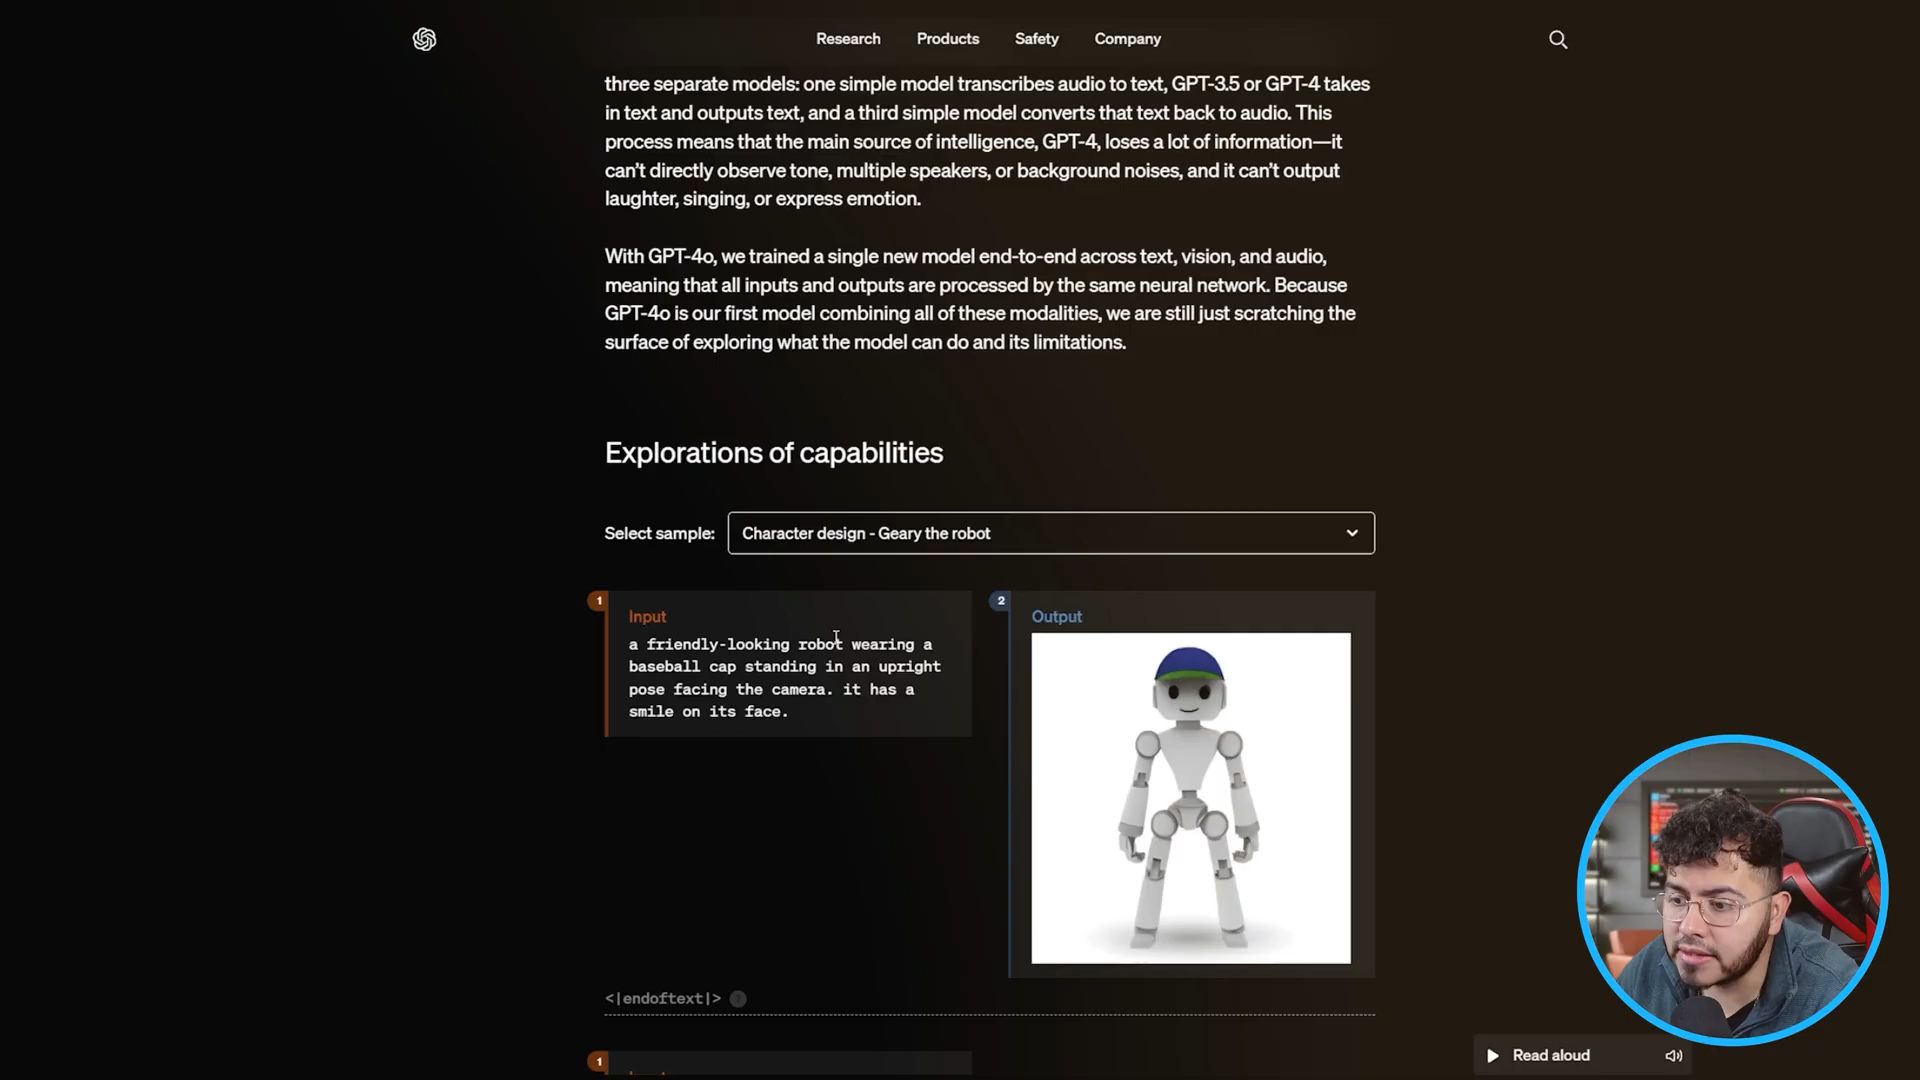 Research Products Safety Company
three separate models: one simple model transcribes audio to text, GPT-3.5 or GPT-4 takes
in text and outputs text, and a third simple model converts that text back to audio. This
process means that the main source of intelligence, GPT-4, loses a lot of information—it
can’t directly observe tone, multiple speakers, or background noises, and it can’t output
laughter, singing, or express emotion.
With GPT-4o, we trained a single new model end-to-end across text, vision, and audio,
meaning that all inputs and outputs are processed by the same neural network. Because
GPT-4o is our first model combining all of these modalities, we are still just scratching the
surface of exploring what the model can do and its limitations.
Explorations of capabilities
Select sample: Character design - Geary the robot
1
Input
a friendly-looking robot wearing a
baseball cap standing in an upright
pose facing the camera. it has a
smile on its face.
2
Output
<|endoftext|>
1
Read aloud